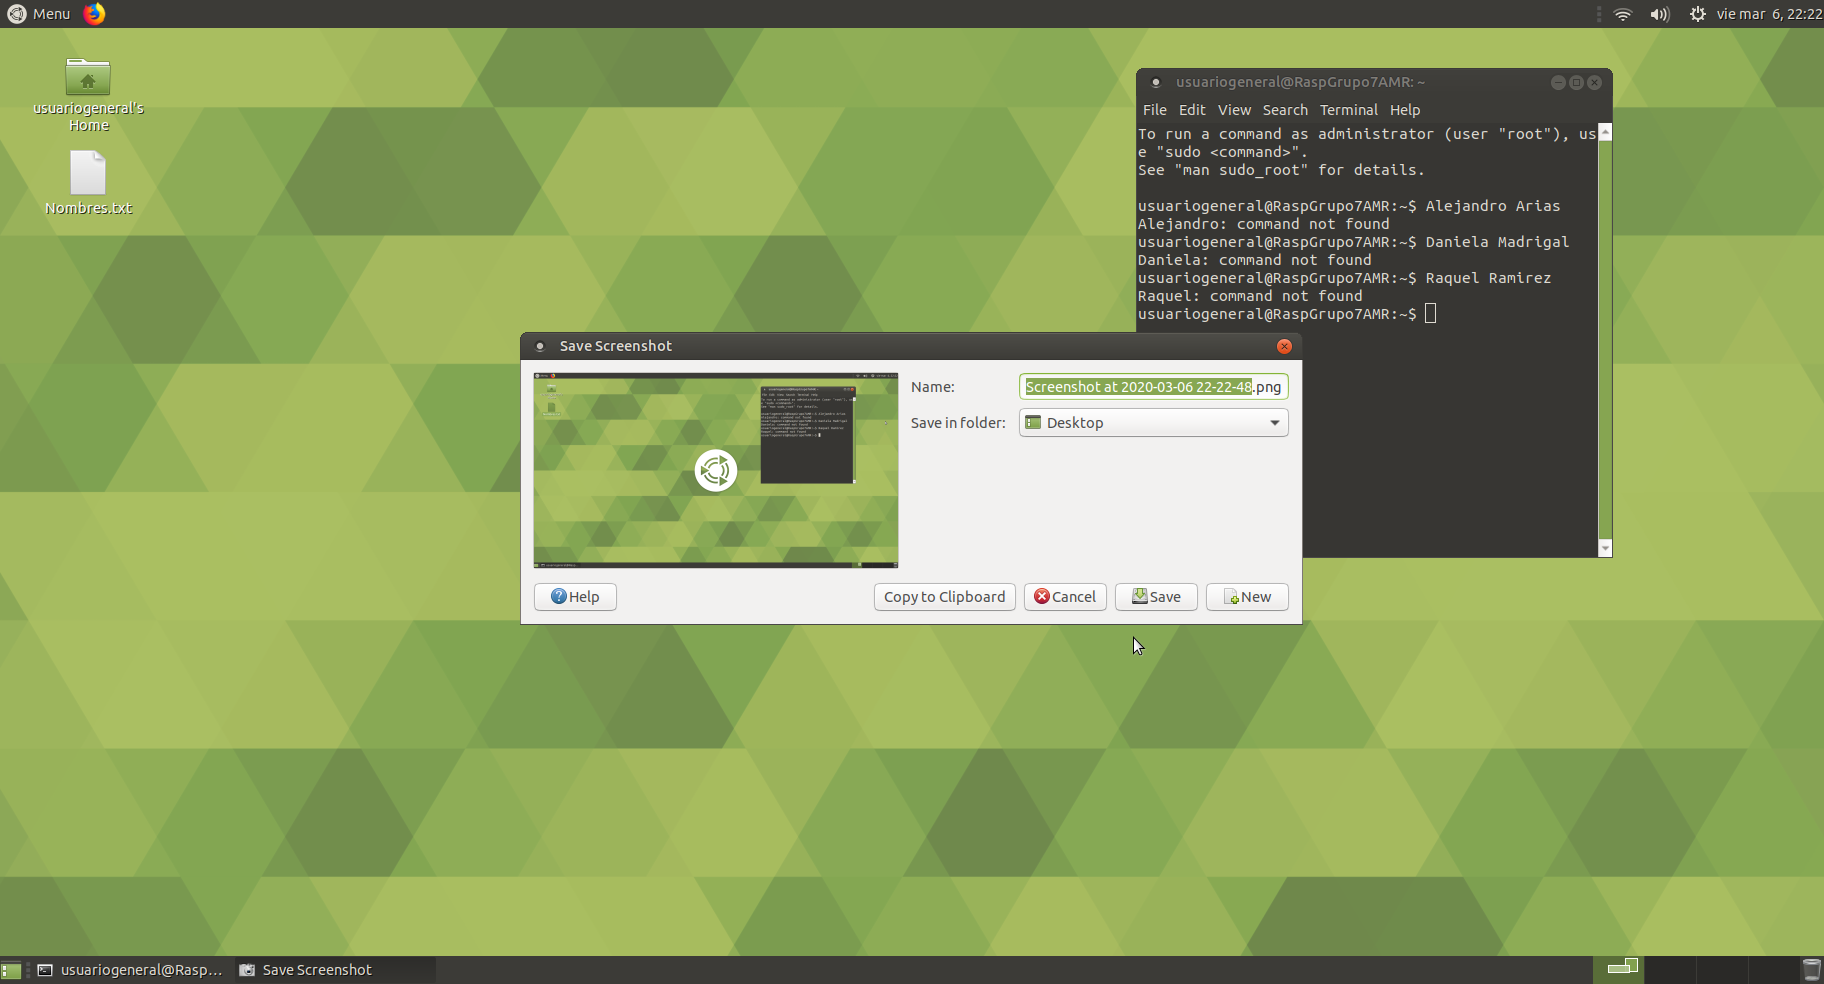 Menu
vie mar 6, 22:22
usuariogeneral's
Home
Nombres.txt
usuariogeneral@RaspGrupo7AMR: ~
File Edit View Search Terminal Help
To run a command as administrator (user "root"), us
e "sudo <command>".
See "man sudo_root" for details.
usuariogeneral@RaspGrupo7AMR:~$ Alejandro Arias
Alejandro: command not found
usuariogeneral@RaspGrupo7AMR:~$ Daniela Madrigal
Daniela: command not found
usuariogeneral@RaspGrupo7AMR:~$ Raquel Ramirez
Raquel: command not found
usuariogeneral@RaspGrupo7AMR:~$
Save Screenshot
Name: Screenshot at 2020-03-06 22-22-48.png
Save in folder: Desktop
Help
Copy to Clipboard
Cancel
Save
New
usuariogeneral@Rasp...
Save Screenshot